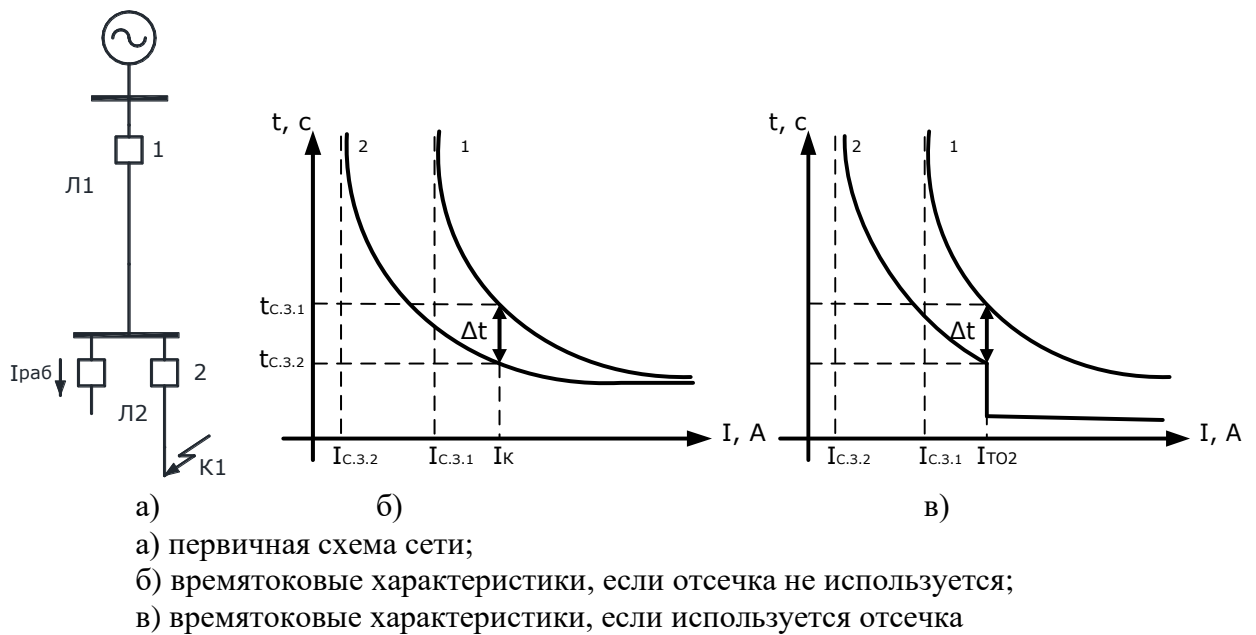 1
Л1
Iраб
2
Л2
К1
t, с
2
1
tС.З.1
Δt
tС.З.2
I, А
IС.З.2
IС.З.1
IК
t, с
2
1
Δt
I, А
IС.З.2
IС.З.1
IТО2
а)
б)
в)
а) первичная схема сети;
б) времятоковые характеристики, если отсечка не используется;
в) времятоковые характеристики, если используется отсечка